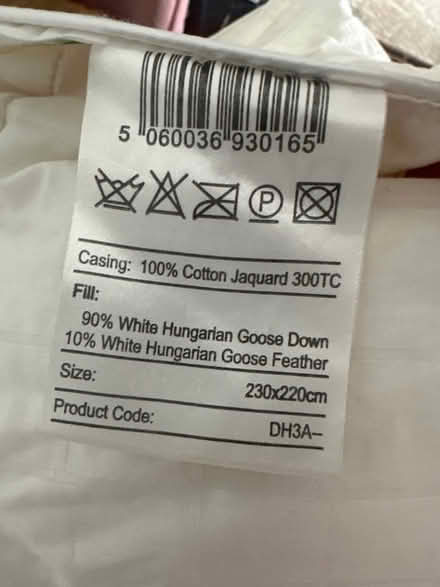 5 060036 930165
P
Casing: 100% Cotton Jaquard 300TC
Fill:
90% White Hungarian Goose Down
10% White Hungarian Goose Feather
Size:
230x220cm
Product Code:
DH3A–